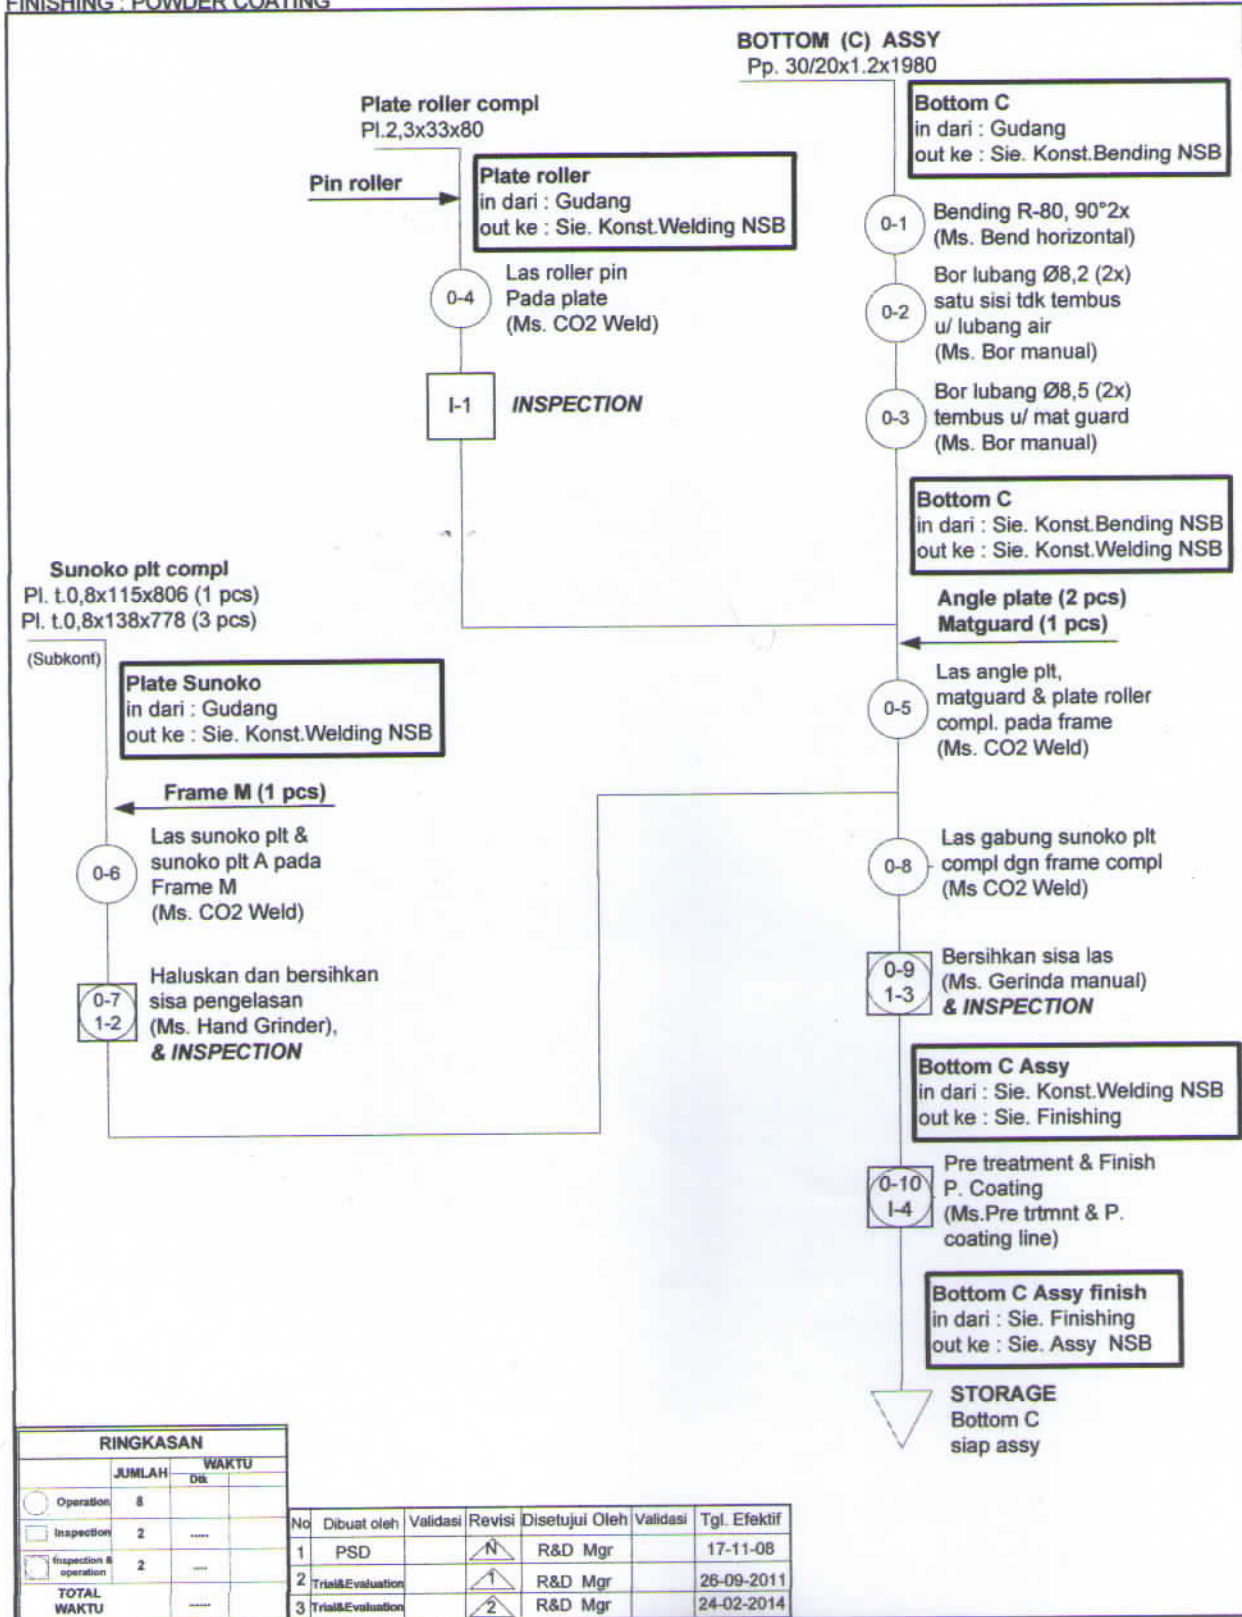 FINISHING : POWDER COATING
BOTTOM (C) ASSY
Pp. 30/20x1.2x1980
Bottom C
in dari : Gudang
out ke : Sie. Konst.Bending NSB
Plate roller compl
Pl.2,3x33x80
Pin roller
Plate roller
in dari : Gudang
out ke : Sie. Konst.Welding NSB
0-1
Bending R-80, 90°2x
(Ms. Bend horizontal)
0-4
Las roller pin
Pada plate
(Ms. CO2 Weld)
0-2
Bor lubang Ø8,2 (2x)
satu sisi tdk tembus
u/ lubang air
(Ms. Bor manual)
I-1
INSPECTION
0-3
Bor lubang Ø8,5 (2x)
tembus u/ mat guard
(Ms. Bor manual)
Bottom C
in dari : Sie. Konst.Bending NSB
out ke : Sie. Konst.Welding NSB
Sunoko plt compl
Pl. t.0,8x115x806 (1 pcs)
Pl. t.0,8x138x778 (3 pcs)
(Subkont)
Angle plate (2 pcs)
Matguard (1 pcs)
Plate Sunoko
in dari : Gudang
out ke : Sie. Konst.Welding NSB
0-5
Las angle plt,
matguard & plate roller
compl. pada frame
(Ms. CO2 Weld)
Frame M (1 pcs)
0-6
Las sunoko plt &
sunoko plt A pada
Frame M
(Ms. CO2 Weld)
0-8
Las gabung sunoko plt
compl dgn frame compl
(Ms CO2 Weld)
0-7
1-2
Haluskan dan bersihkan
sisa pengelasan
(Ms. Hand Grinder),
& INSPECTION
0-9
1-3
Bersihkan sisa las
(Ms. Gerinda manual)
& INSPECTION
Bottom C Assy
in dari : Sie. Konst.Welding NSB
out ke : Sie. Finishing
0-10
I-4
Pre treatment & Finish
P. Coating
(Ms.Pre trtmnt & P.
coating line)
Bottom C Assy finish
in dari : Sie. Finishing
out ke : Sie. Assy NSB
STORAGE
Bottom C
siap assy
RINGKASAN
JUMLAH WAKTU
Dtk
Operation 8
Inspection 2 .....
Inspection & operation 2 ....
TOTAL WAKTU .....
No Dibuat oleh Validasi Revisi Disetujui Oleh Validasi Tgl. Efektif
1 PSD N R&D Mgr 17-11-08
2 Trial&Evaluation 1 R&D Mgr 26-09-2011
3 Trial&Evaluation 2 R&D Mgr 24-02-2014